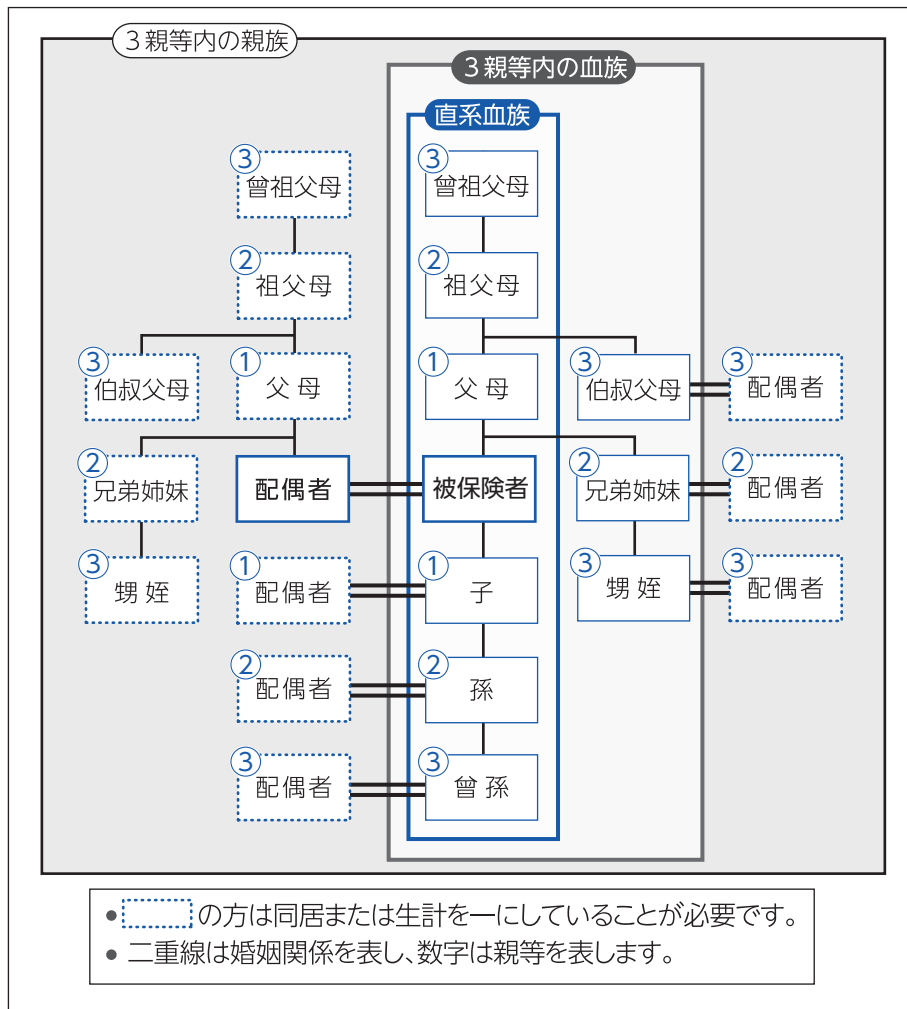 3親等内の親族
3親等内の血族
直系血族
③ ③
曾祖父母 曾祖父母
② ②
祖父母 祖父母
③ ① ① ③ ③
伯叔父母 父母 父母 伯叔父母 配偶者
② ② ②
兄弟姉妹 配偶者 被保険者 兄弟姉妹 配偶者
③ ① ① ③ ③
甥姪 配偶者 子 甥姪 配偶者
② ②
配偶者 孫
③ ③
配偶者 曾孫
● の方は同居または生計を一にしていることが必要です。
● 二重線は婚姻関係を表し、数字は親等を表します。